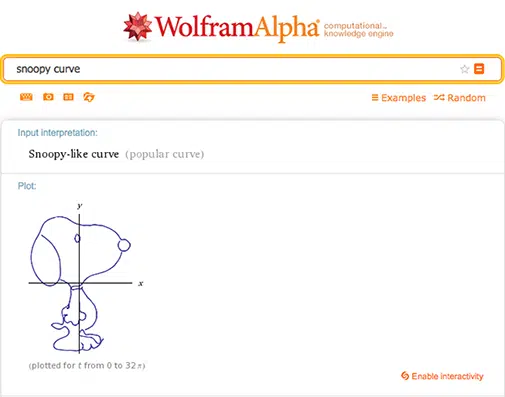 WolframAlpha computational knowledge engine
snoopy curve
Examples Random
Input interpretation:
Snoopy-like curve (popular curve)
Plot:
y
x
(plotted for t from 0 to 32 π)
Enable interactivity